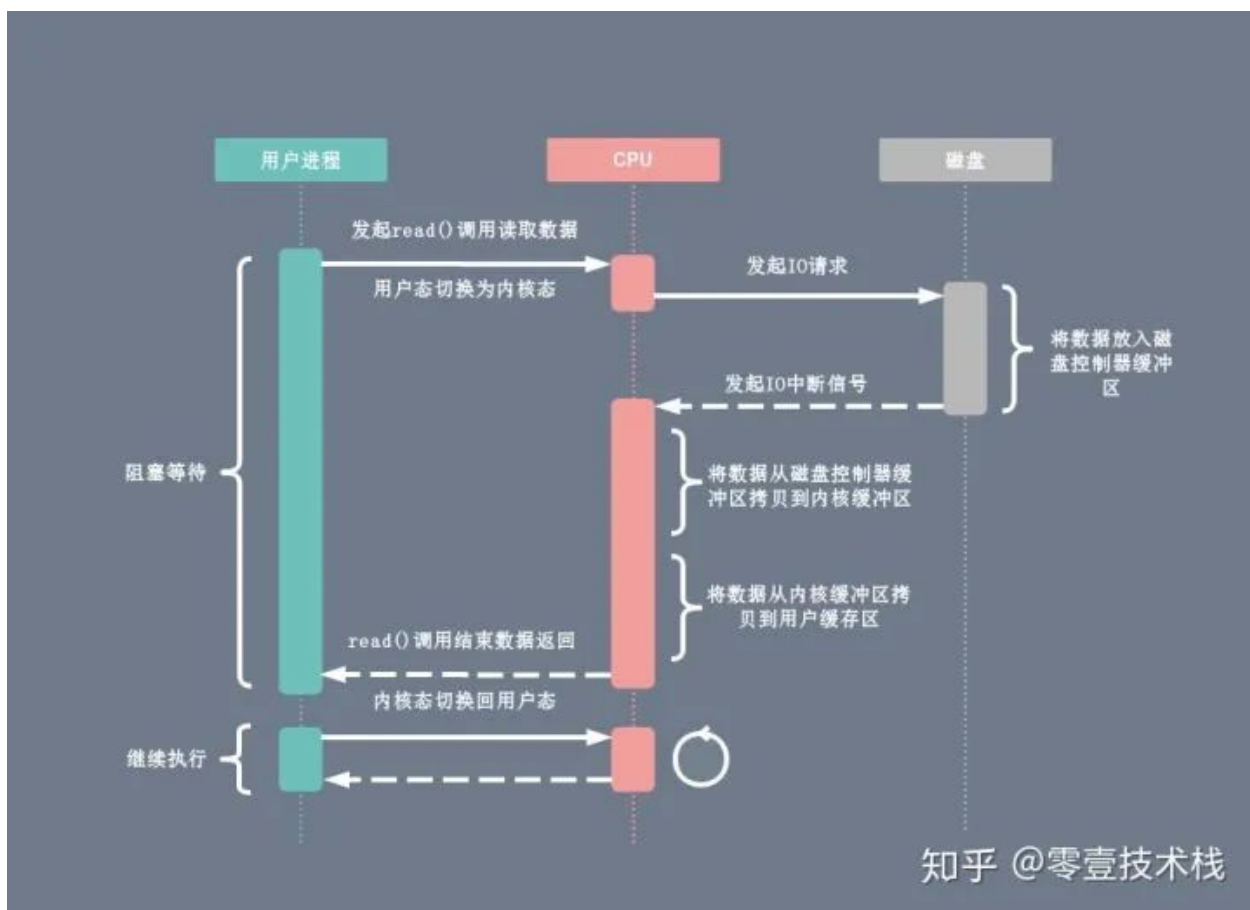 用户进程
CPU
磁盘
发起read()调用读取数据
用户态切换为内核态
发起IO请求
将数据放入磁
盘控制器缓冲
区
发起IO中断信号
阻塞等待
将数据从磁盘控制器缓
冲区拷贝到内核缓冲区
将数据从内核缓冲区拷
贝到用户缓存区
read()调用结束数据返回
内核态切换回用户态
继续执行
知乎 @零壹技术栈